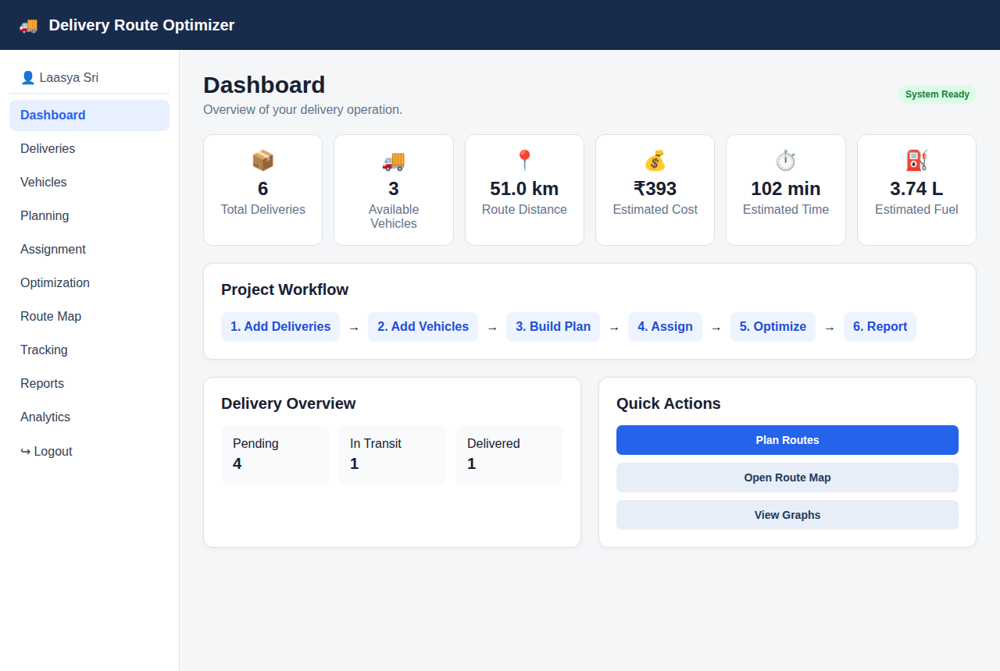 🚚 Delivery Route Optimizer
👤 Laasya Sri
Dashboard
Deliveries
Vehicles
Planning
Assignment
Optimization
Route Map
Tracking
Reports
Analytics
↪ Logout
Dashboard
Overview of your delivery operation.
System Ready
📦
6
Total Deliveries
🚚
3
Available
Vehicles
📍
51.0 km
Route Distance
💰
₹393
Estimated Cost
⏱️
102 min
Estimated Time
⛽
3.74 L
Estimated Fuel
Project Workflow
1. Add Deliveries → 2. Add Vehicles → 3. Build Plan → 4. Assign → 5. Optimize → 6. Report
Delivery Overview
Pending
4
In Transit
1
Delivered
1
Quick Actions
Plan Routes
Open Route Map
View Graphs